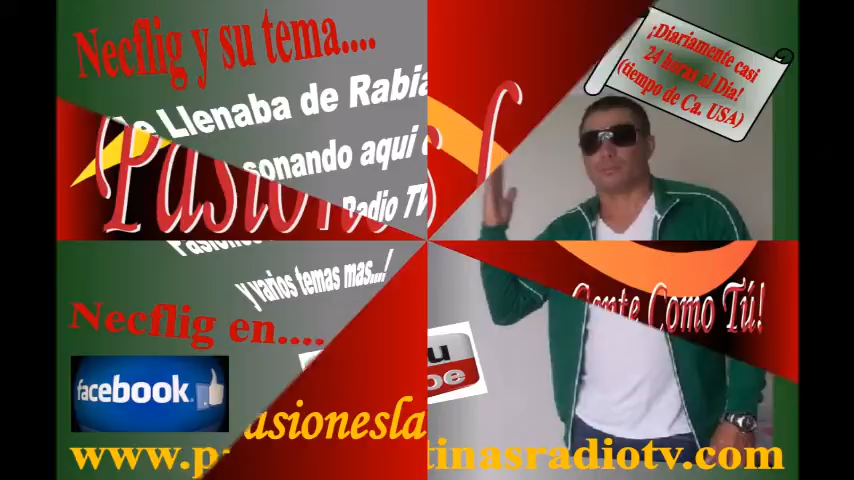 Necflig y su tema....
¡Diariamente casi
24 horas al Dia!
(tiempo de Ca. USA)
Llenaba de Rabia
sonando aqui
Radio TV
Pasiones
y varios temas mas...!
Gente Como Tú!
Necflig en....
facebook
www.p tinasradiotv.com